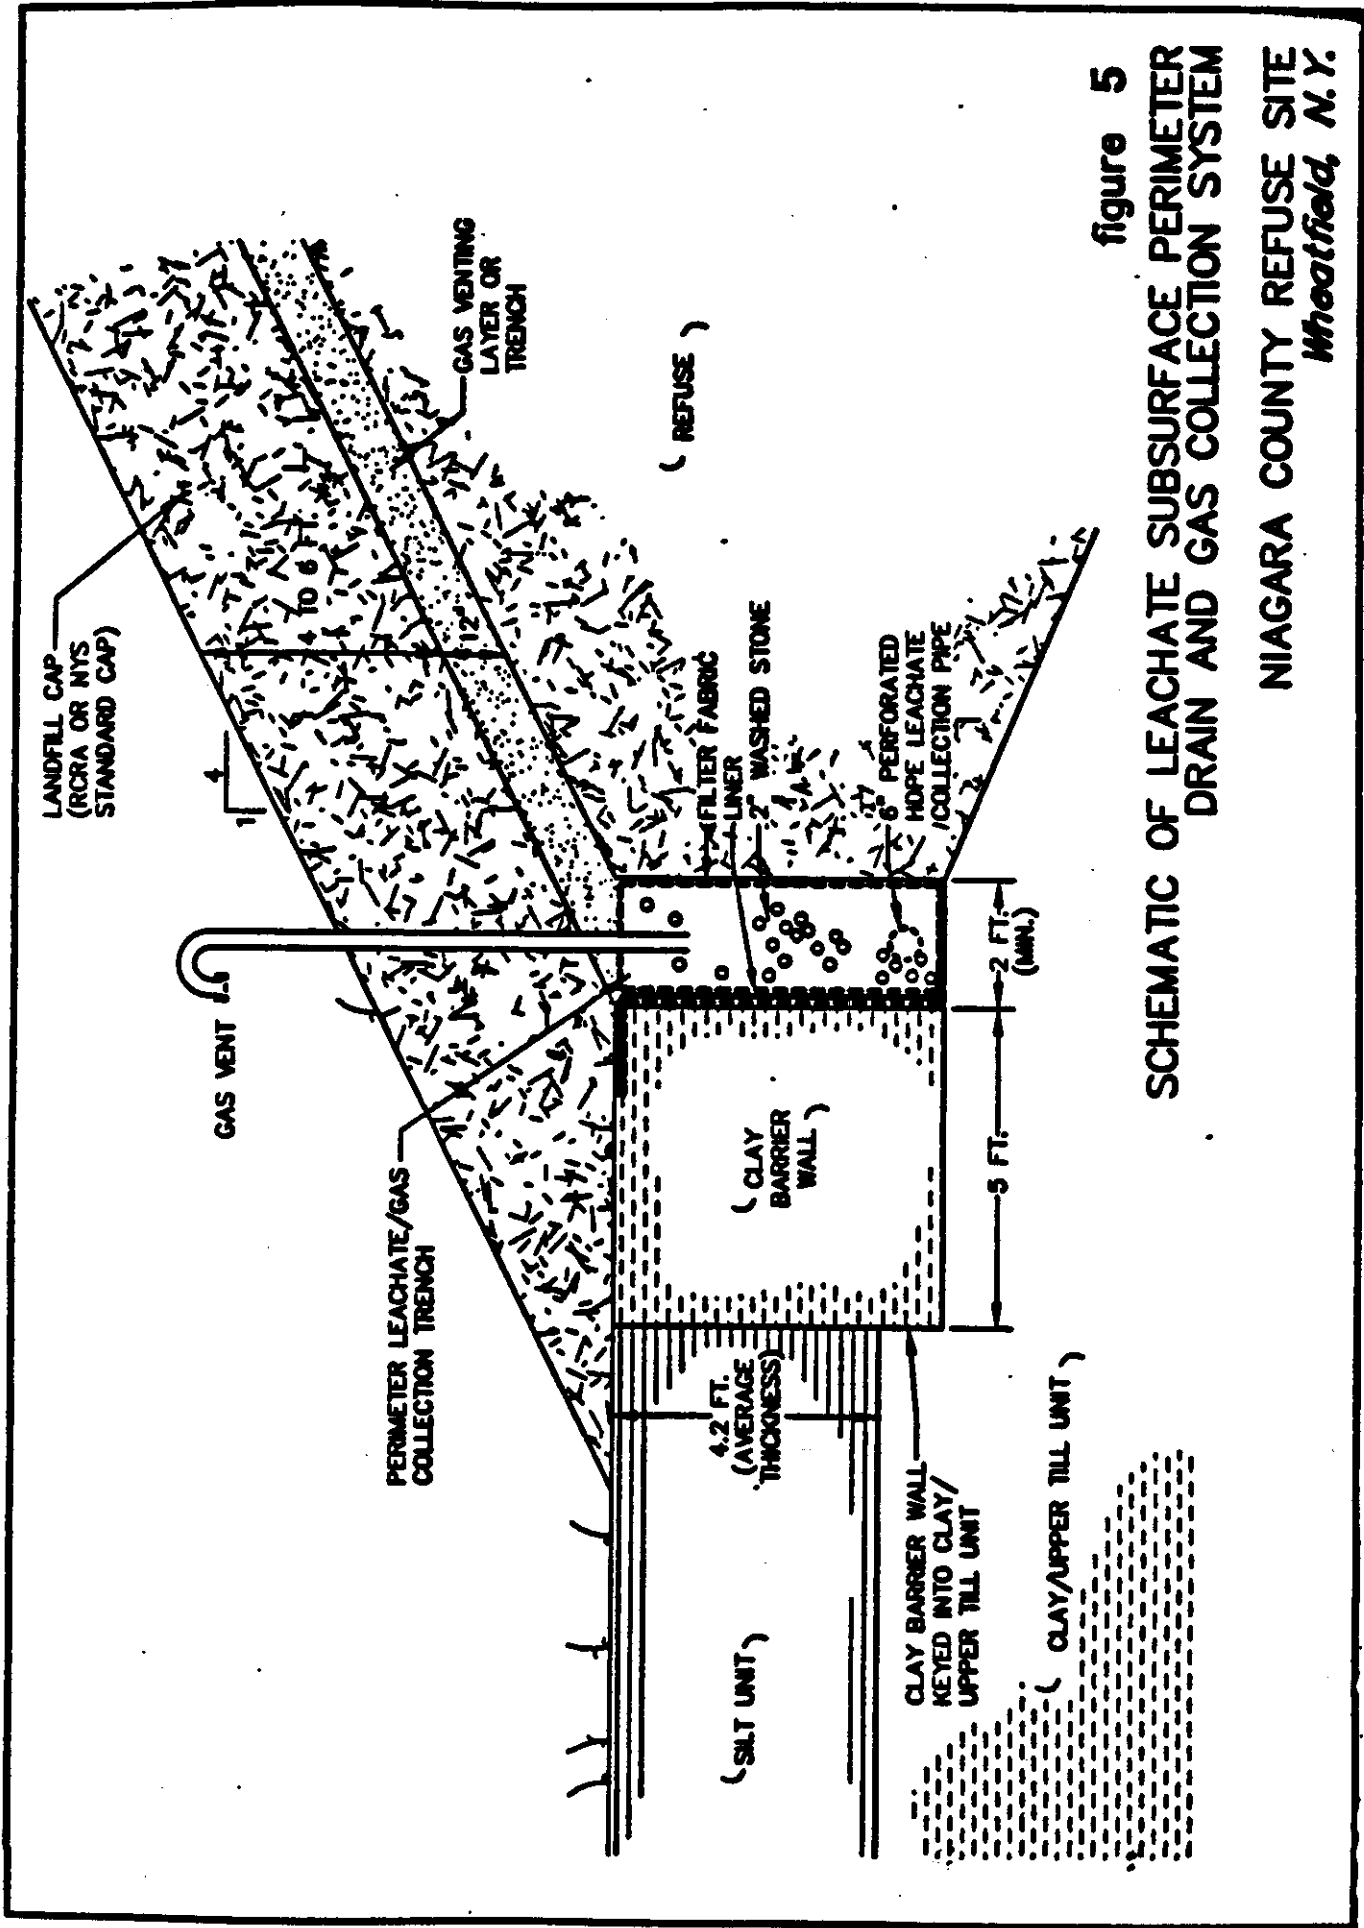 LANDFILL CAP
(RCRA OR NYS
STANDARD CAP)
4
1
GAS VENT
4 TO 6 FT.
12"
PERIMETER LEACHATE/GAS
COLLECTION TRENCH
GAS VENTING
LAYER OR
TRENCH
( REFUSE )
FILTER FABRIC
LINER
2" WASHED STONE
6" PERFORATED
HDPE LEACHATE
COLLECTION PIPE
( CLAY
BARRIER
WALL )
4.2 FT.
(AVERAGE
THICKNESS)
( SILT UNIT )
CLAY BARRIER WALL
KEYED INTO CLAY/
UPPER TILL UNIT
( CLAY/UPPER TILL UNIT )
5 FT.
2 FT.
(MIN.)
figure 5
SCHEMATIC OF LEACHATE SUBSURFACE PERIMETER
DRAIN AND GAS COLLECTION SYSTEM
NIAGARA COUNTY REFUSE SITE
Wheatfield, N.Y.